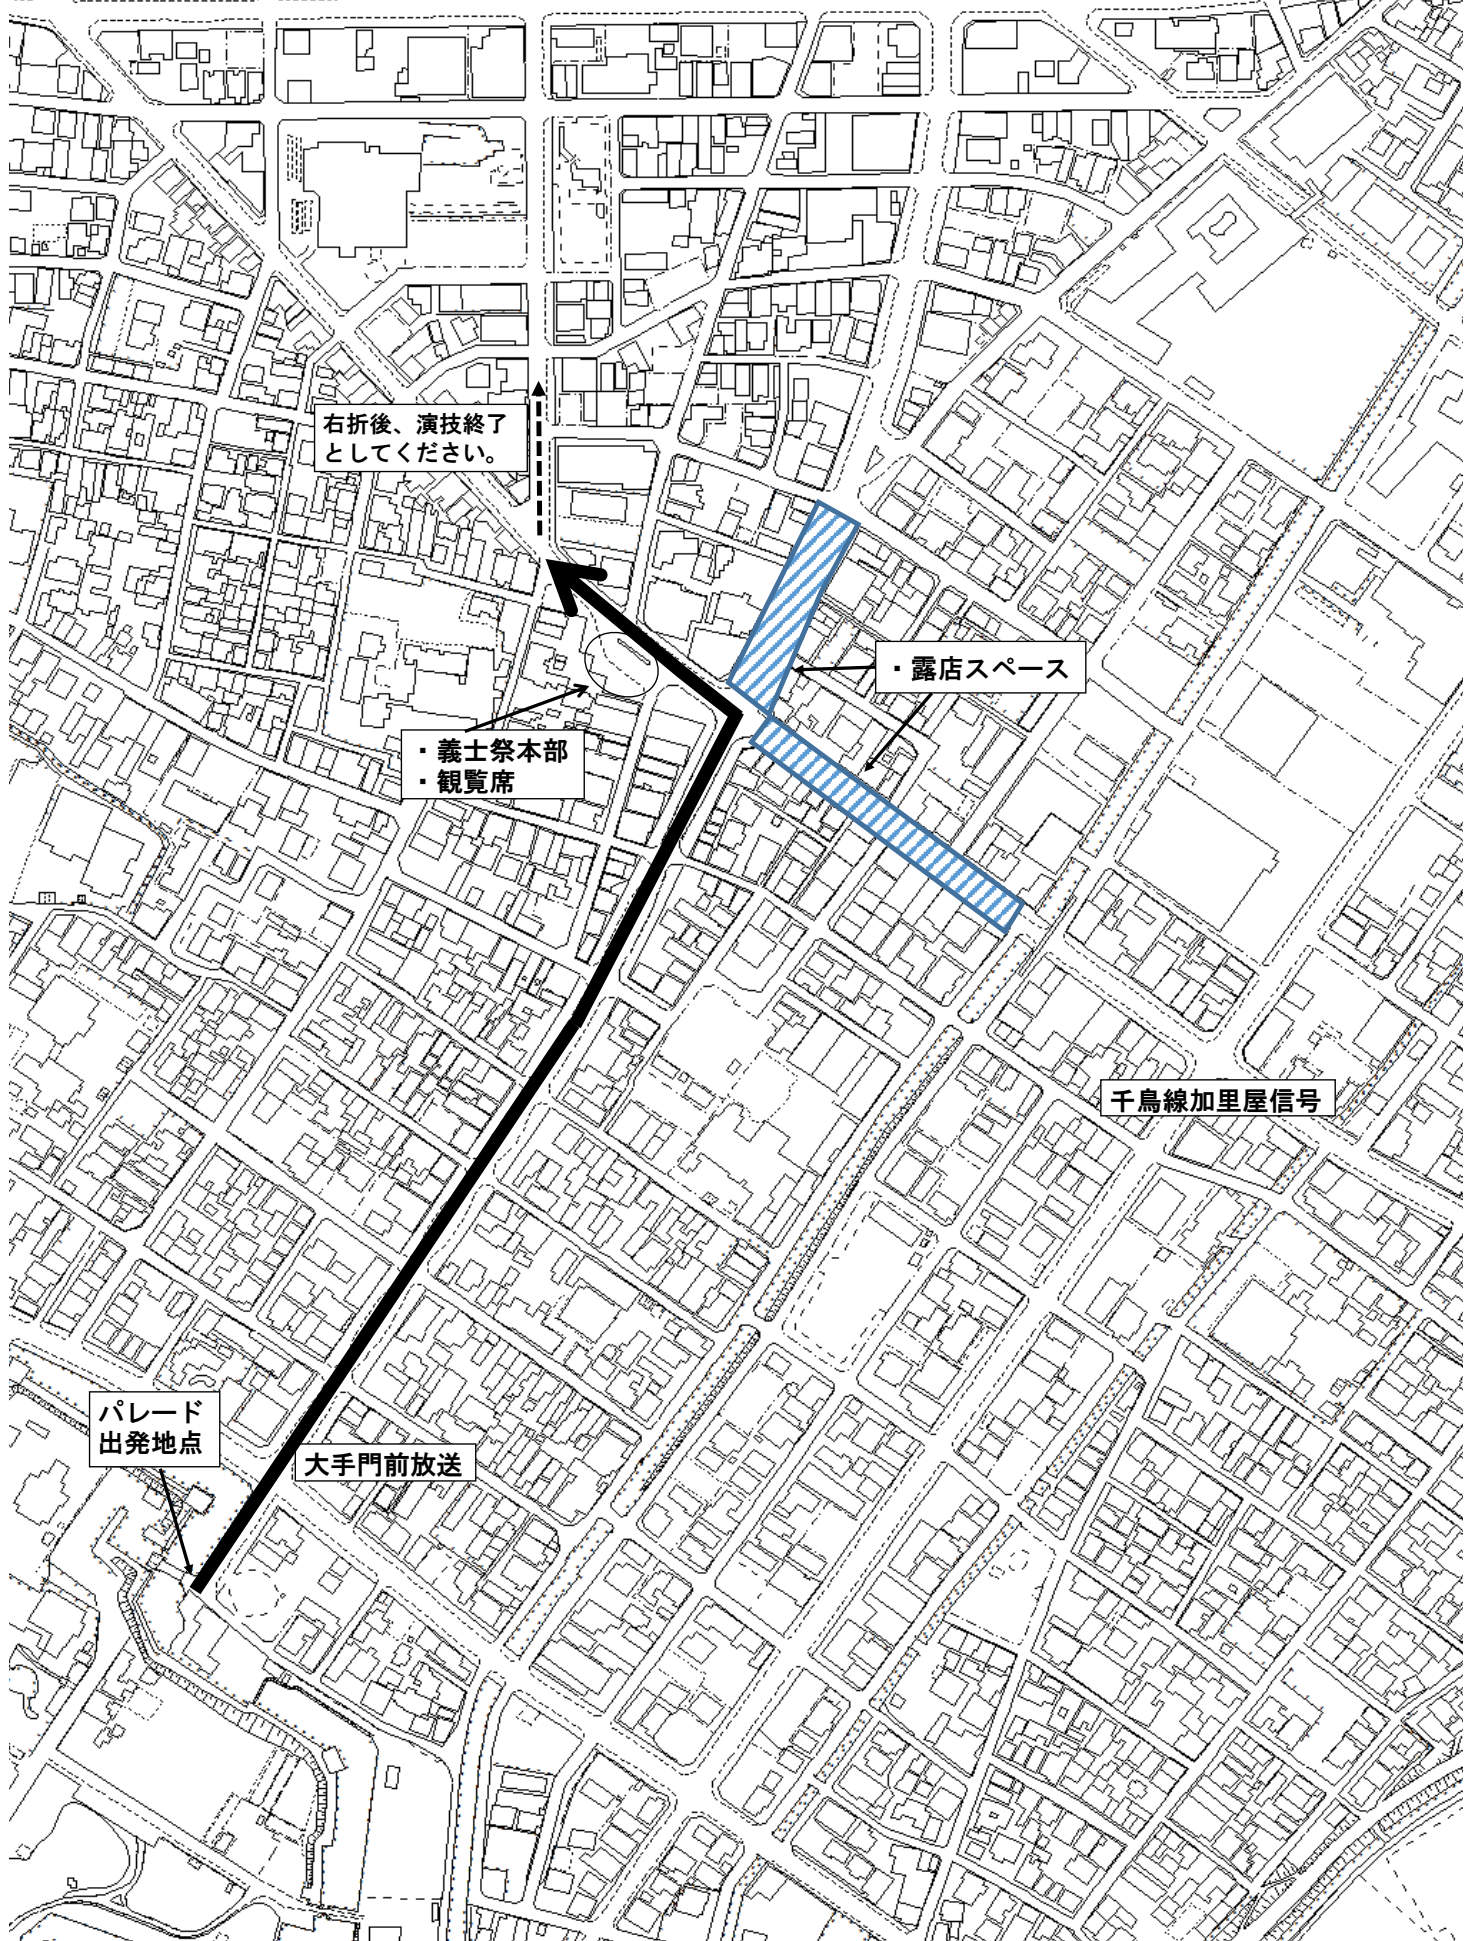 右折後、演技終了
としてください。
・露店スペース
・義士祭本部
・観覧席
千鳥線加里屋信号
パレード
出発地点
大手門前放送